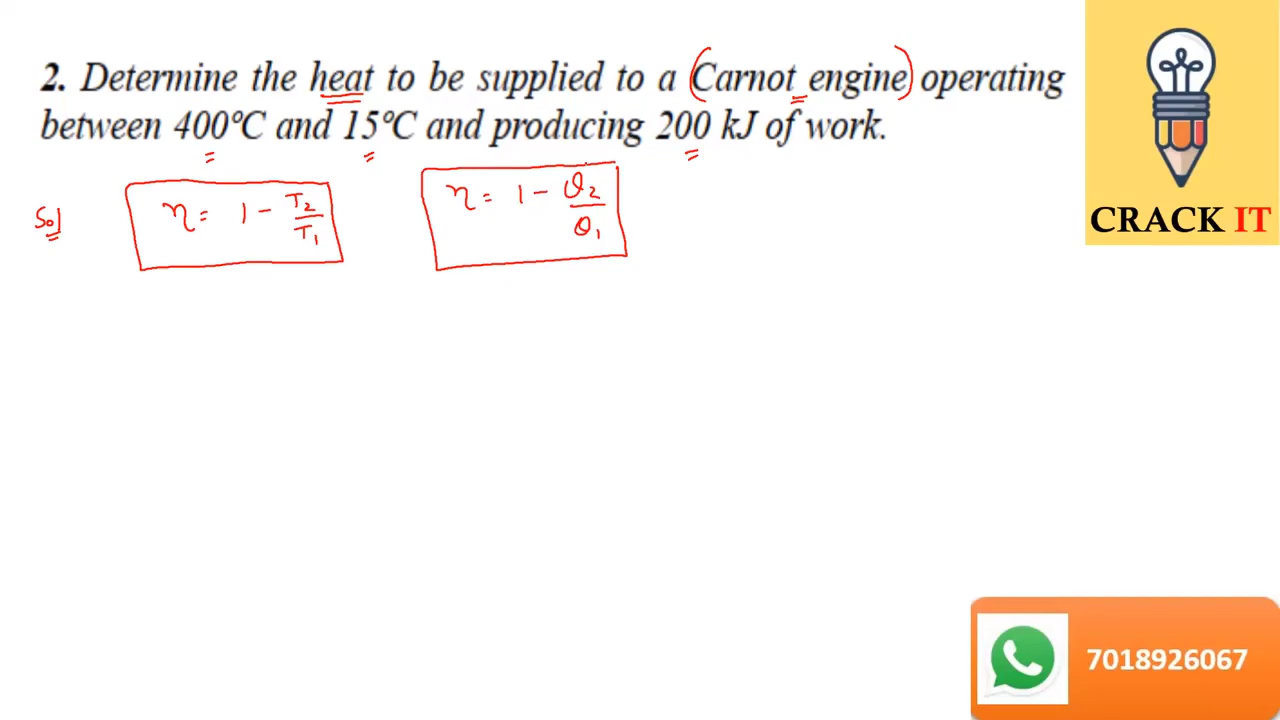 2. Determine the heat to be supplied to a (Carnot engine) operating
between 400°C and 15°C and producing 200 kJ of work.
Sol
η = 1 - T2/T1
η = 1 - Q2/Q1
CRACK IT
7018926067